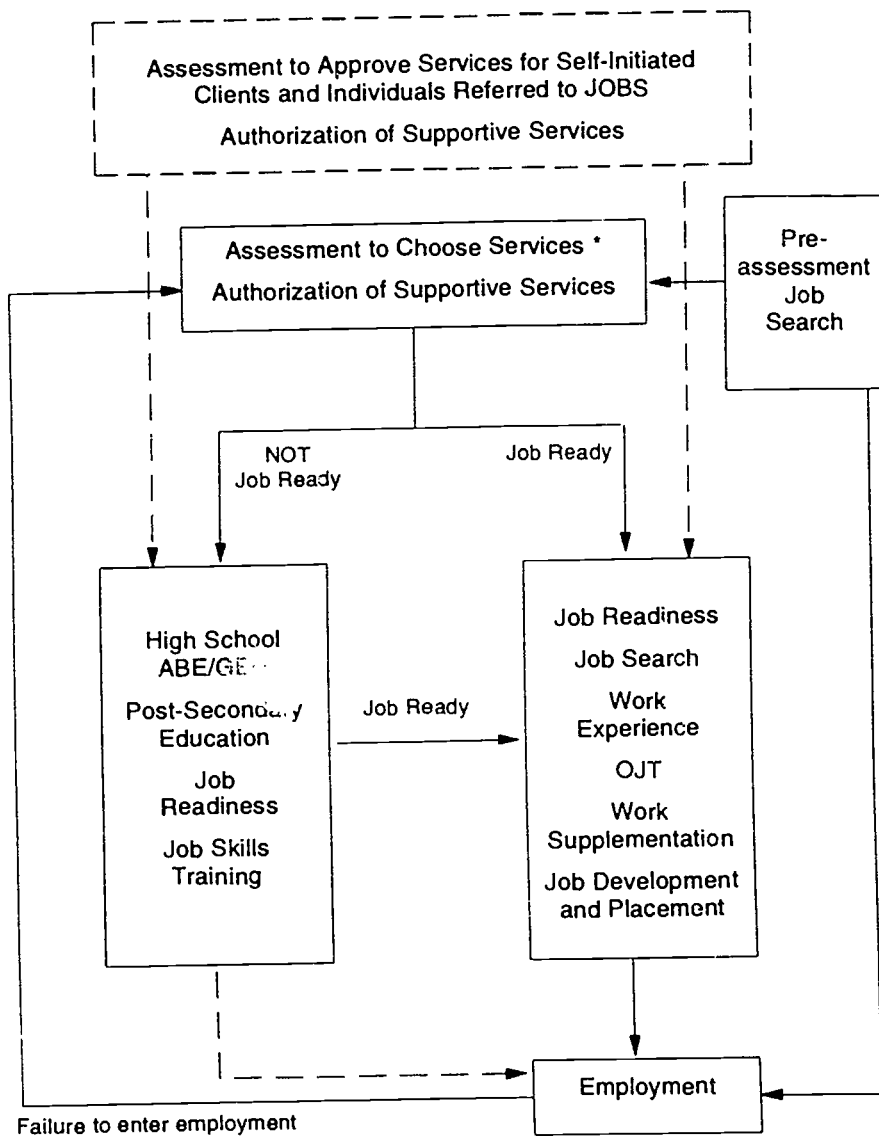 Assessment to Approve Services for Self-Initiated
Clients and Individuals Referred to JOBS
Authorization of Supportive Services
Assessment to Choose Services *
Authorization of Supportive Services
Pre-
assessment
Job
Search
NOT
Job Ready
Job Ready
High School
Post-Secondary
Education
Job
Readiness
Job Skills
Training
Job Ready
Job Readiness
Job Search
Work
Experience
OJT
Work
Supplementation
Job Development
and Placement
Employment
Failure to enter employment